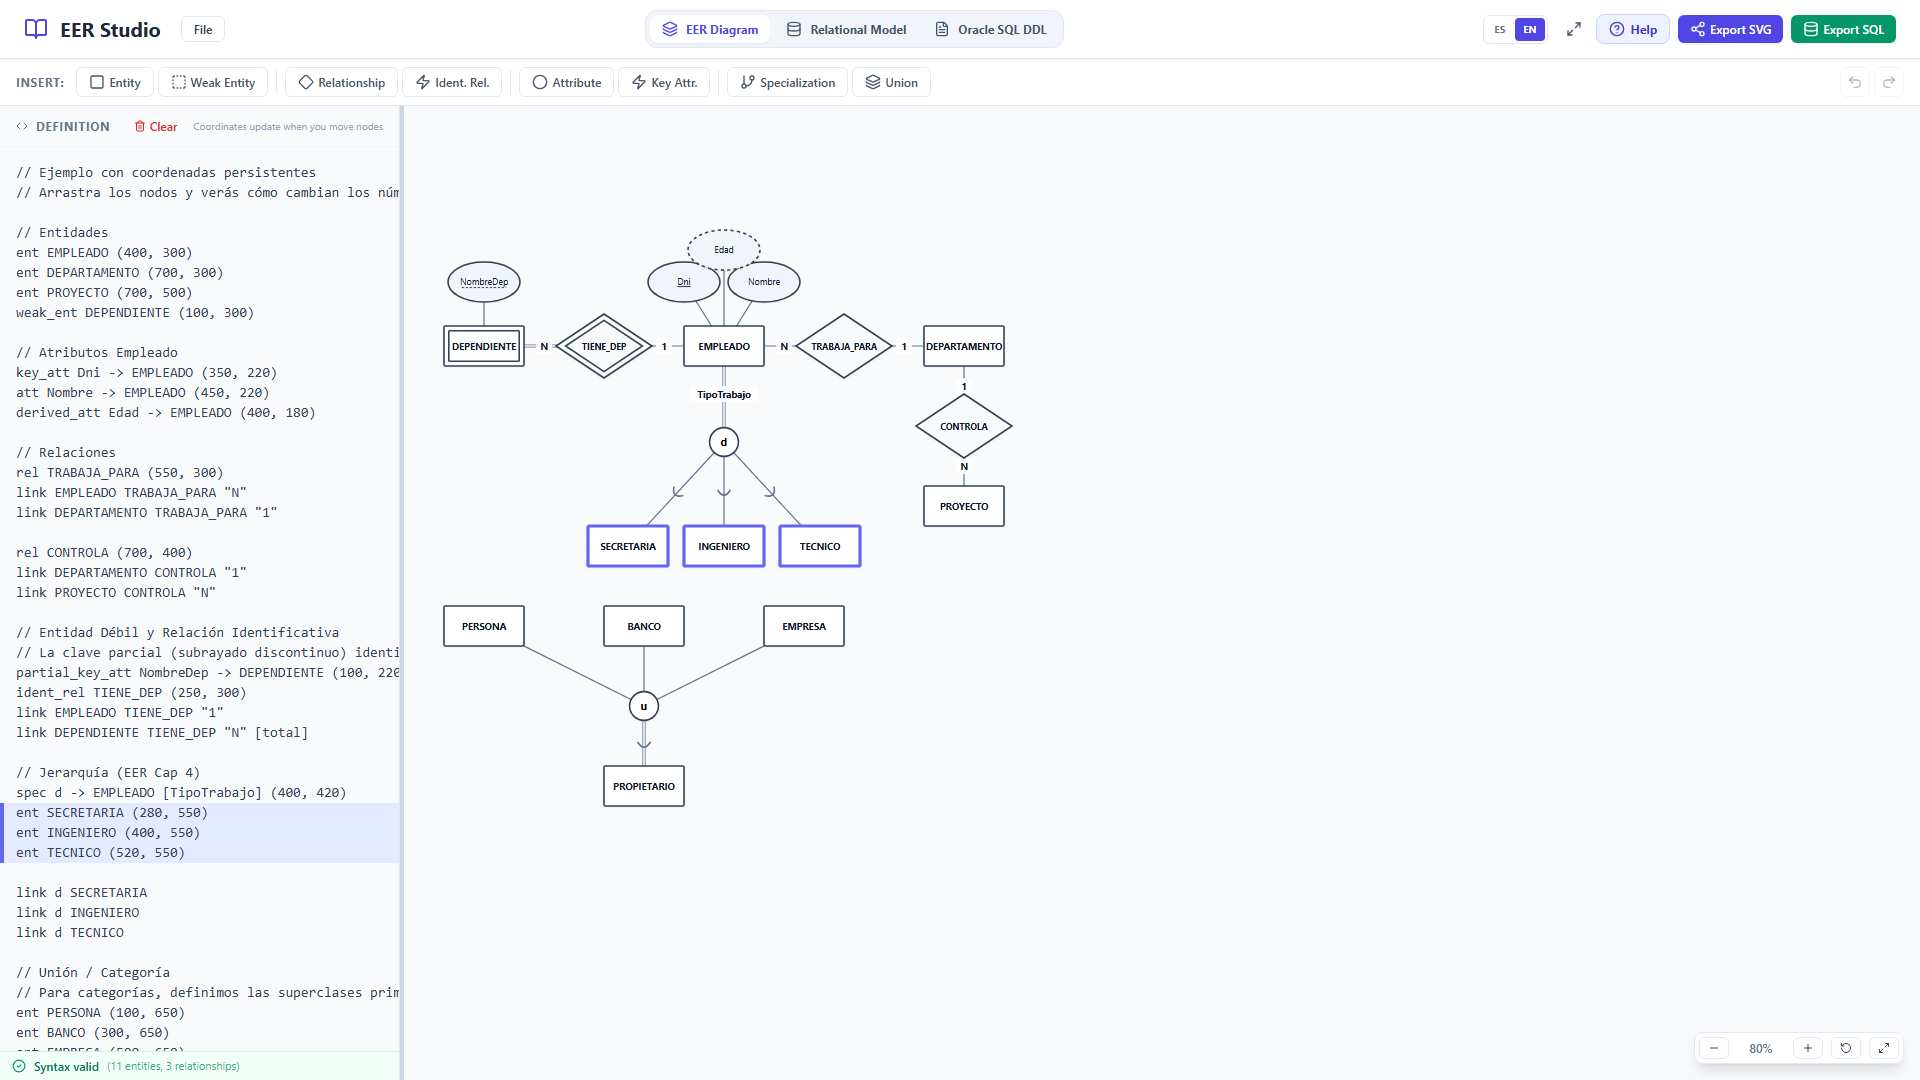 EER Studio
File
EER Diagram
Relational Model
Oracle SQL DDL
ES
EN
Help
Export SVG
Export SQL
INSERT:
Entity
Weak Entity
Relationship
Ident. Rel.
Attribute
Key Attr.
Specialization
Union
DEFINITION
Clear
Coordinates update when you move nodes
// Ejemplo con coordenadas persistentes
// Arrastra los nodos y verás cómo cambian los núm
// Entidades
ent EMPLEADO (400, 300)
ent DEPARTAMENTO (700, 300)
ent PROYECTO (700, 500)
weak_ent DEPENDIENTE (100, 300)
// Atributos Empleado
key_att Dni -> EMPLEADO (350, 220)
att Nombre -> EMPLEADO (450, 220)
derived_att Edad -> EMPLEADO (400, 180)
// Relaciones
rel TRABAJA_PARA (550, 300)
link EMPLEADO TRABAJA_PARA "N"
link DEPARTAMENTO TRABAJA_PARA "1"
rel CONTROLA (700, 400)
link DEPARTAMENTO CONTROLA "1"
link PROYECTO CONTROLA "N"
// Entidad Débil y Relación Identificativa
// La clave parcial (subrayado discontinuo) identi
partial_key_att NombreDep -> DEPENDIENTE (100, 220
ident_rel TIENE_DEP (250, 300)
link EMPLEADO TIENE_DEP "1"
link DEPENDIENTE TIENE_DEP "N" [total]
// Jerarquía (EER Cap 4)
spec d -> EMPLEADO [TipoTrabajo] (400, 420)
ent SECRETARIA (280, 550)
ent INGENIERO (400, 550)
ent TECNICO (520, 550)
link d SECRETARIA
link d INGENIERO
link d TECNICO
// Unión / Categoría
// Para categorías, definimos las superclases prim
ent PERSONA (100, 650)
ent BANCO (300, 650)
ent EMPRESA (500, 650)
Syntax valid (11 entities, 3 relationships)
Edad
NombreDep
Dni
Nombre
DEPENDIENTE
N
TIENE_DEP
1
EMPLEADO
N
TRABAJA_PARA
1
DEPARTAMENTO
TipoTrabajo
1
d
CONTROLA
N
PROYECTO
SECRETARIA
INGENIERO
TECNICO
PERSONA
BANCO
EMPRESA
u
PROPIETARIO
80%